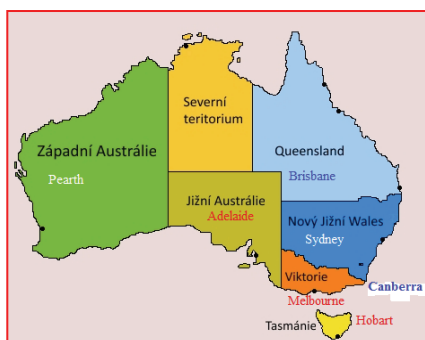 Severní
teritorium
Západní Austrálie
Queensland
Pearth
Brisbane
Jižní Austrálie
Adelaide
Nový Jižní Wales
Sydney
Viktorie
Canberra
Melbourne
Hobart
Tasmánie